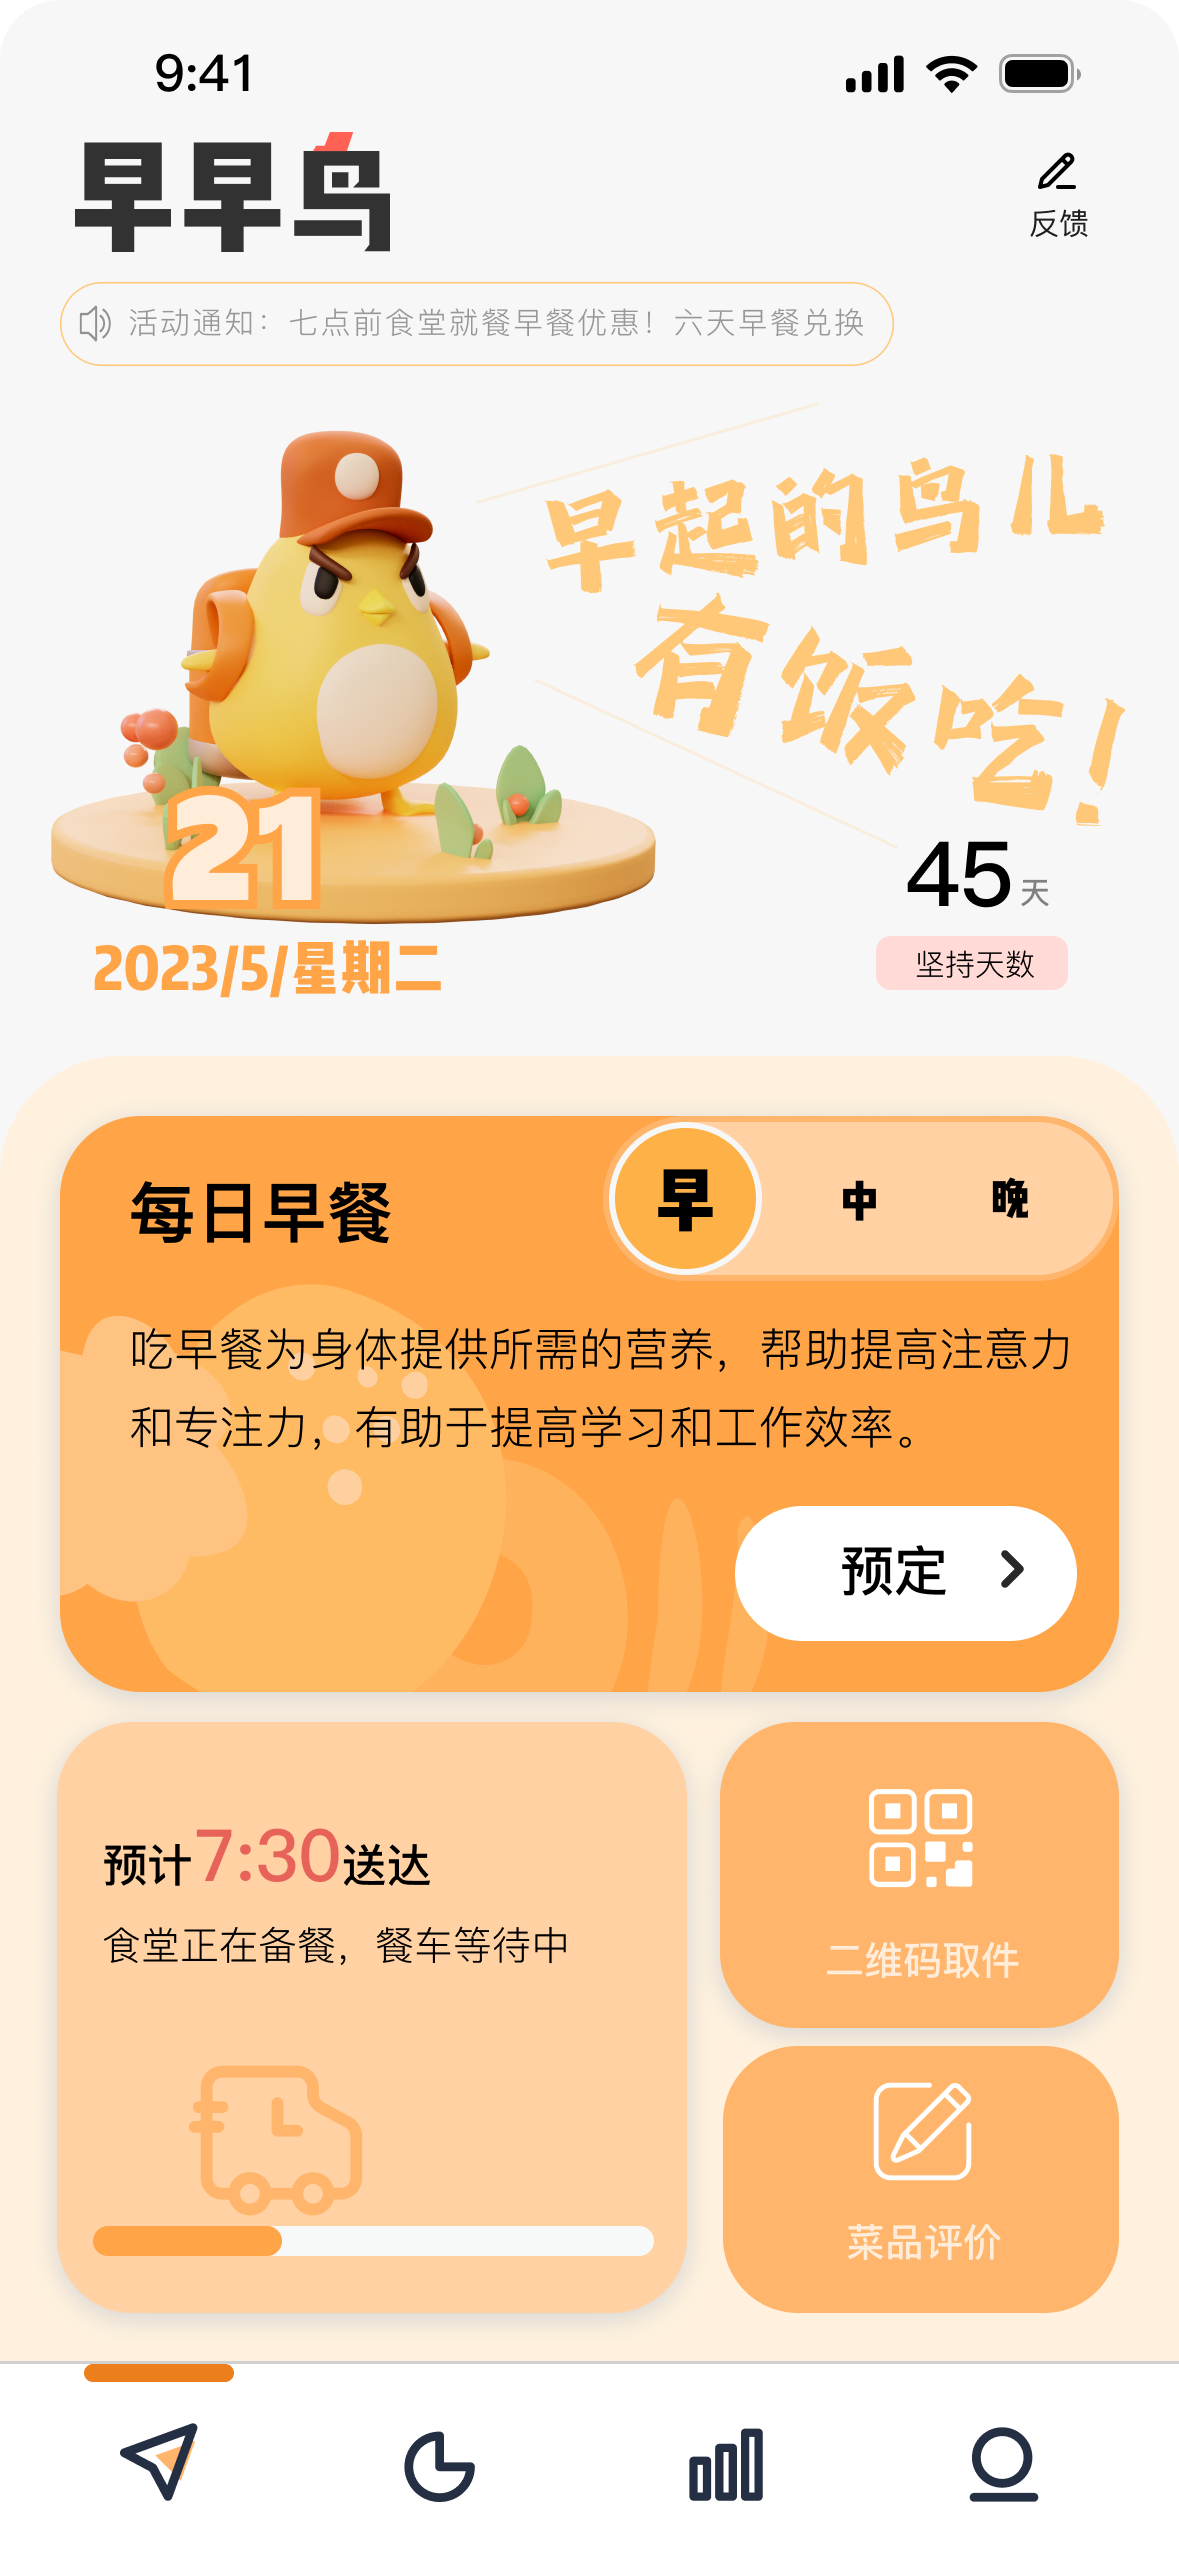 9:41
早早鸟
反馈
活动通知：七点前食堂就餐早餐优惠！六天早餐兑换
早起的鸟儿
有饭吃！
21
45天
2023/5/星期二
坚持天数
每日早餐
早 中 晚
吃早餐为身体提供所需的营养，帮助提高注意力
和专注力，有助于提高学习和工作效率。
预定
预计7:30送达
食堂正在备餐，餐车等待中
二维码取件
菜品评价